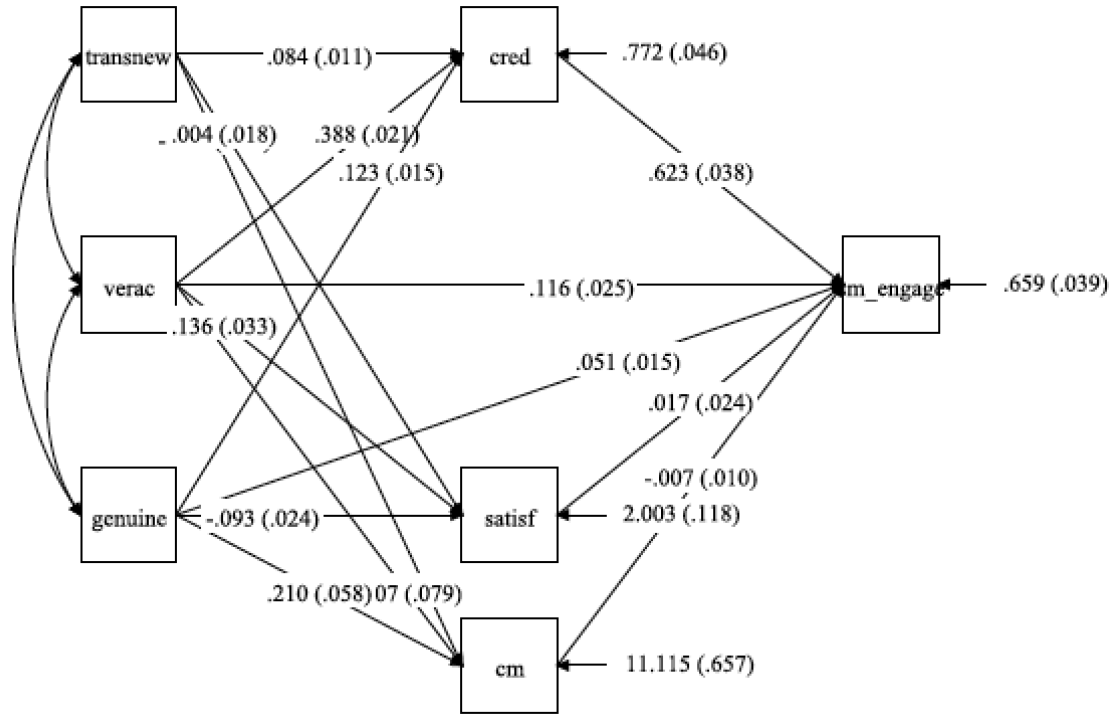 transnew
.084 (.011)
cred
.772 (.046)
-.004 (.018)
.388 (.021)
.123 (.015)
.623 (.038)
verac
.116 (.025)
m_engage
.659 (.039)
.136 (.033)
.051 (.015)
.017 (.024)
-.007 (.010)
genuine
-.093 (.024)
satisf
2.003 (.118)
.210 (.058)
07 (.079)
cm
11.115 (.657)